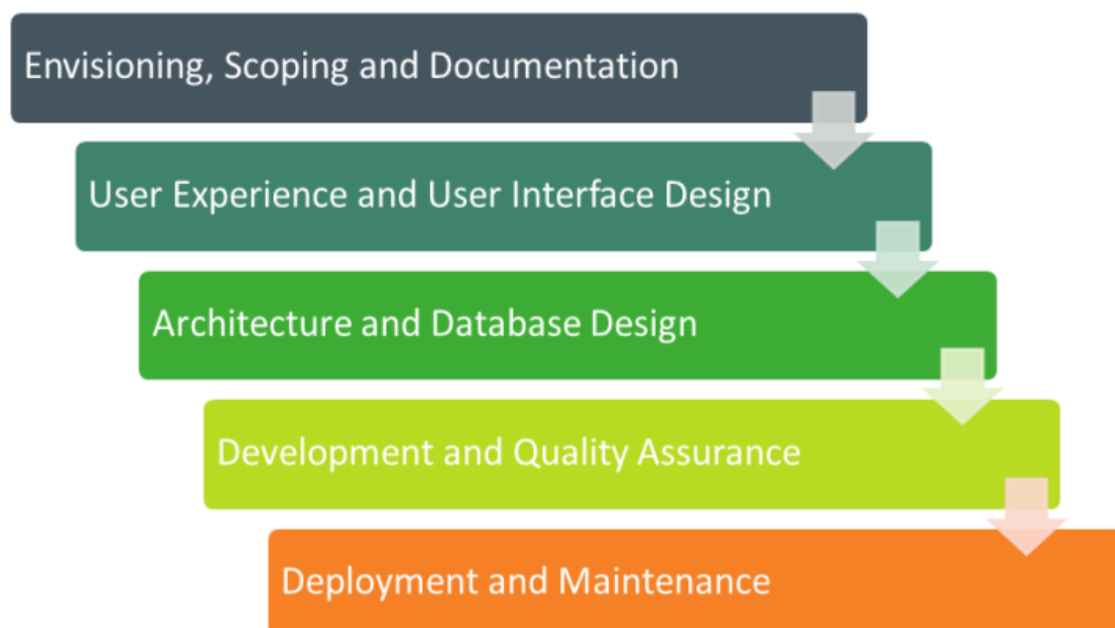 Envisioning, Scoping and Documentation
User Experience and User Interface Design
Architecture and Database Design
Development and Quality Assurance
Deployment and Maintenance